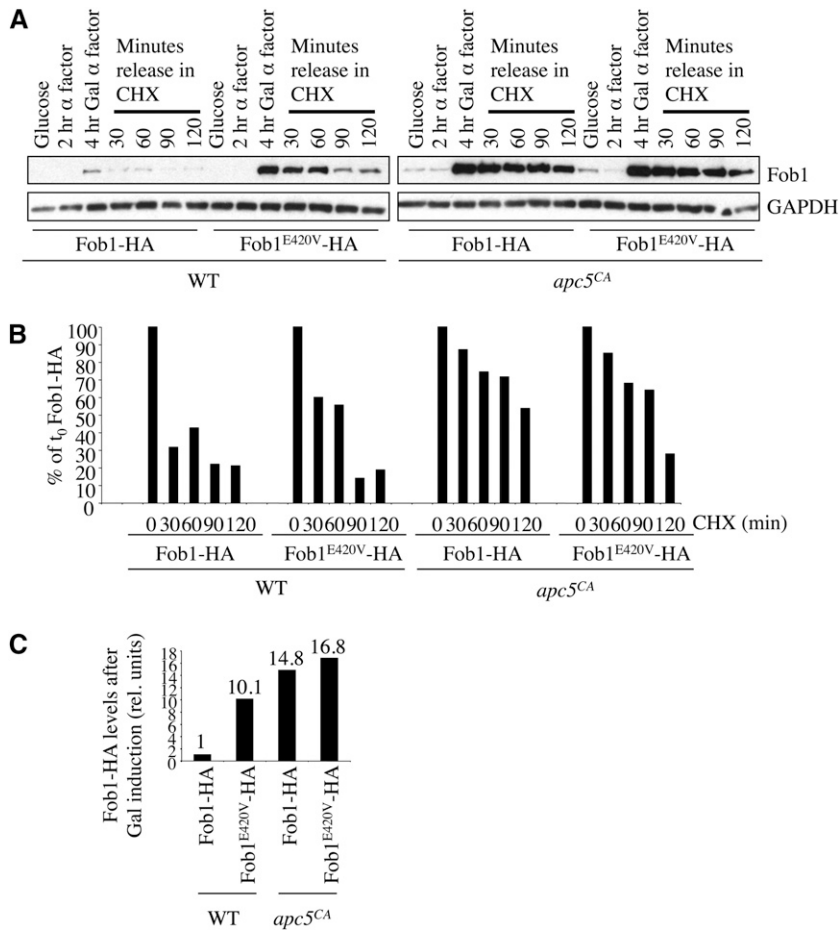 A
Glucose
2 hr α factor
4 hr Gal α factor
Minutes
release in
CHX
30
60
90
120
Glucose
2 hr α factor
4 hr Gal α factor
Minutes
release in
CHX
30
60
90
120
Glucose
2 hr α factor
4 hr Gal α factor
Minutes
release in
CHX
30
60
90
120
Glucose
2 hr α factor
4 hr Gal α factor
Minutes
release in
CHX
30
60
90
120
Fob1
GAPDH
Fob1-HA Fob1E420V-HA Fob1-HA Fob1E420V-HA
WT apc5CA
B
% of t0 Fob1-HA
100
90
80
70
60
50
40
30
20
10
0
0 30 60 90 120 0 30 60 90 120 0 30 60 90 120 0 30 60 90 120 CHX (min)
Fob1-HA Fob1E420V-HA Fob1-HA Fob1E420V-HA
WT apc5CA
C
Fob1-HA levels after
Gal induction (rel. units)
18
16
14
12
10
8
6
4
2
0
1
10.1
14.8
16.8
Fob1-HA
Fob1E420V-HA
Fob1-HA
Fob1E420V-HA
WT apc5CA